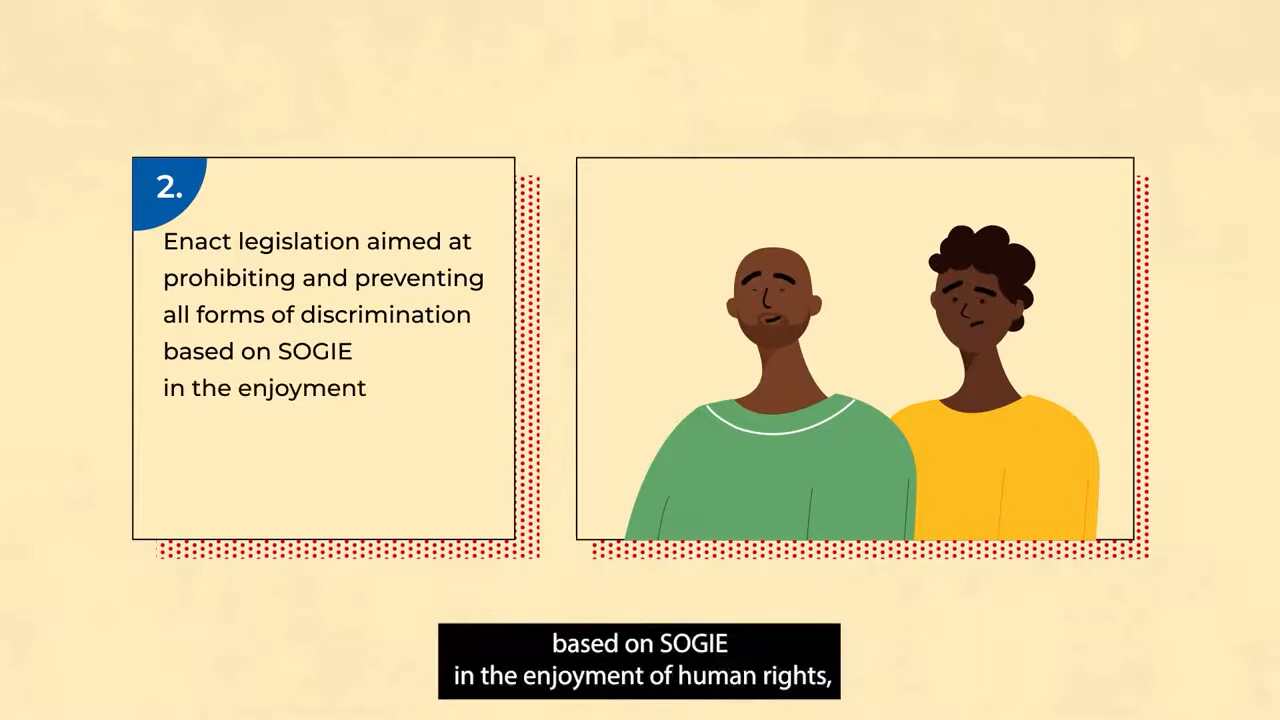 2.
Enact legislation aimed at
prohibiting and preventing
all forms of discrimination
based on SOGIE
in the enjoyment
based on SOGIE
in the enjoyment of human rights,